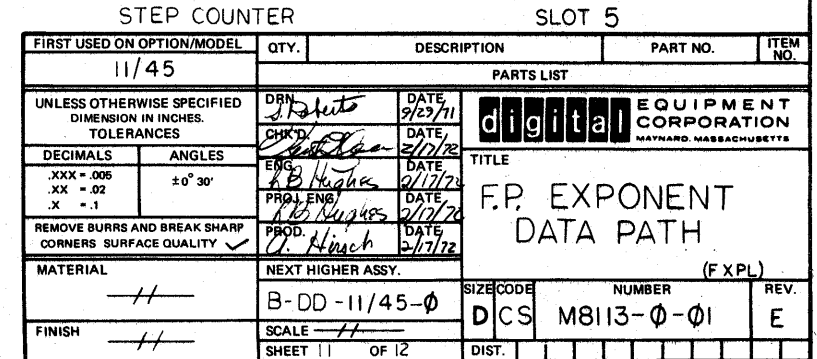 STEP COUNTER SLOT 5
FIRST USED ON OPTION/MODEL
11/45
QTY. DESCRIPTION PART NO. ITEM NO.
PARTS LIST
UNLESS OTHERWISE SPECIFIED
DIMENSION IN INCHES.
TOLERANCES
DECIMALS ANGLES
.XXX = .005
.XX = .02
.X = .1
±0° 30'
REMOVE BURRS AND BREAK SHARP
CORNERS SURFACE QUALITY ✓
MATERIAL
FINISH
DRN. S. Roberts DATE 9/29/71
CHK'D. DATE 2/17/72
ENG. R B Hughes DATE 2/17/72
PROJ. ENG. R B Hughes DATE 2/17/72
PROD. A. Hirsch DATE 2/17/72
NEXT HIGHER ASSY.
B-DD-11/45-Ø
SCALE
SHEET 11 OF 12
digital EQUIPMENT
CORPORATION
MAYNARD, MASSACHUSETTS
TITLE
F.P. EXPONENT
DATA PATH
(FXPL)
SIZE CODE NUMBER REV.
D CS M8113-Ø-Ø1 E
DIST.